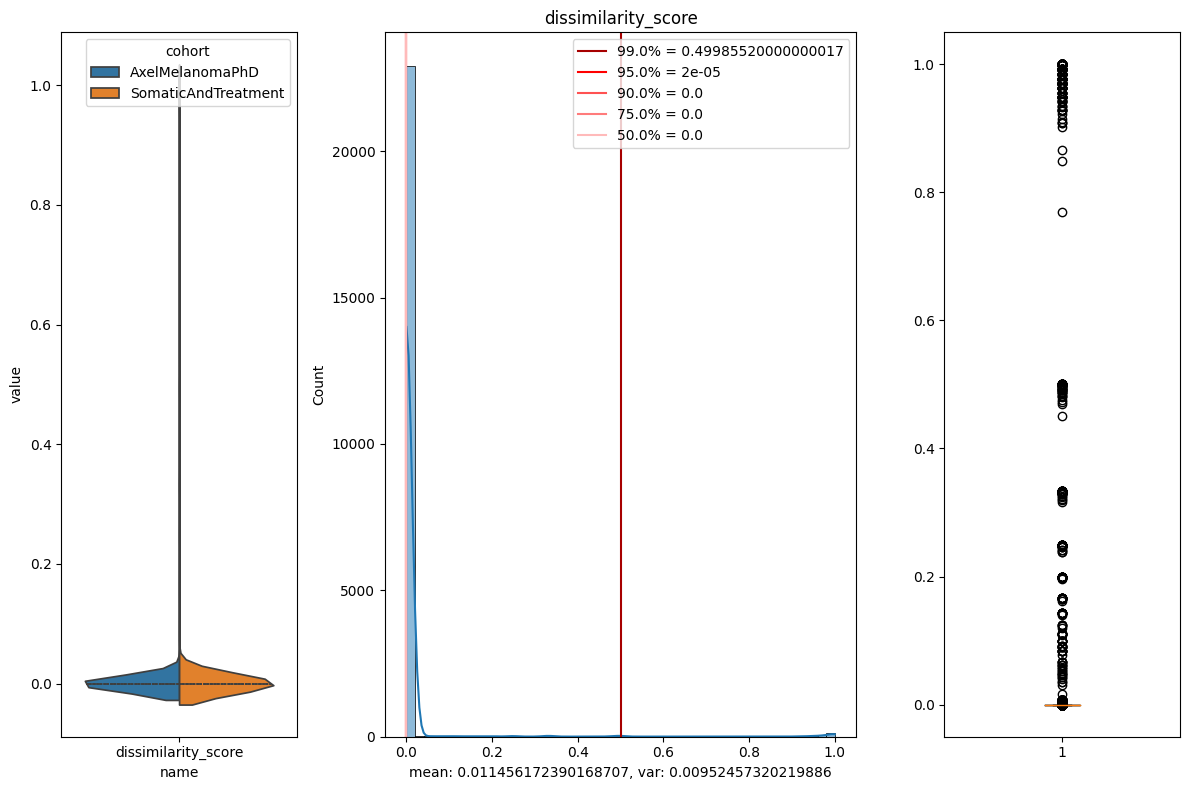 dissimilarity_score
cohort
AxelMelanomaPhD
SomaticAndTreatment
1.0
0.8
0.6
0.4
0.2
0.0
value
dissimilarity_score
name
99.0% = 0.49985520000000017
95.0% = 2e-05
90.0% = 0.0
75.0% = 0.0
50.0% = 0.0
20000
15000
10000
5000
0
Count
0.0 0.2 0.4 0.6 0.8 1.0
mean: 0.011456172390168707, var: 0.00952457320219886
1.0
0.8
0.6
0.4
0.2
0.0
1